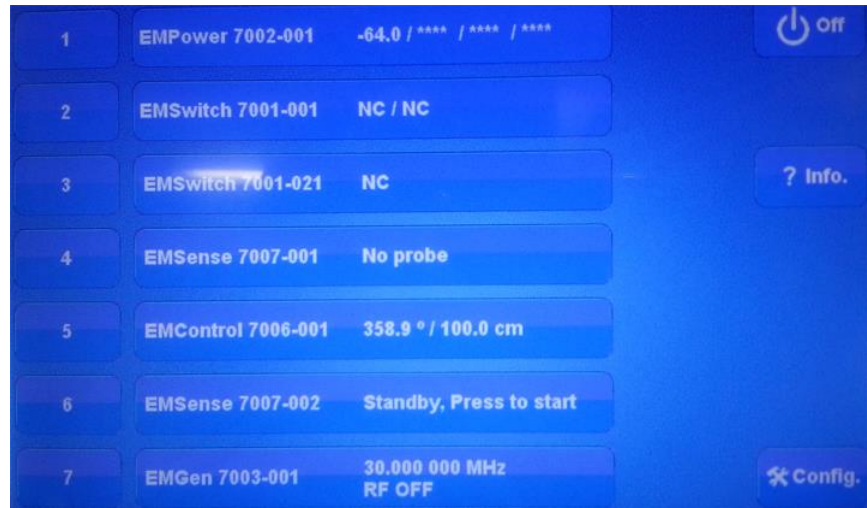 1 EMPower 7002-001 -64.0 / **** / **** / **** Off
2 EMSwitch 7001-001 NC / NC
3 EMSwitch 7001-021 NC ? Info.
4 EMSense 7007-001 No probe
5 EMControl 7006-001 358.9 º / 100.0 cm
6 EMSense 7007-002 Standby, Press to start
7 EMGen 7003-001 30.000 000 MHz
RF OFF
Config.